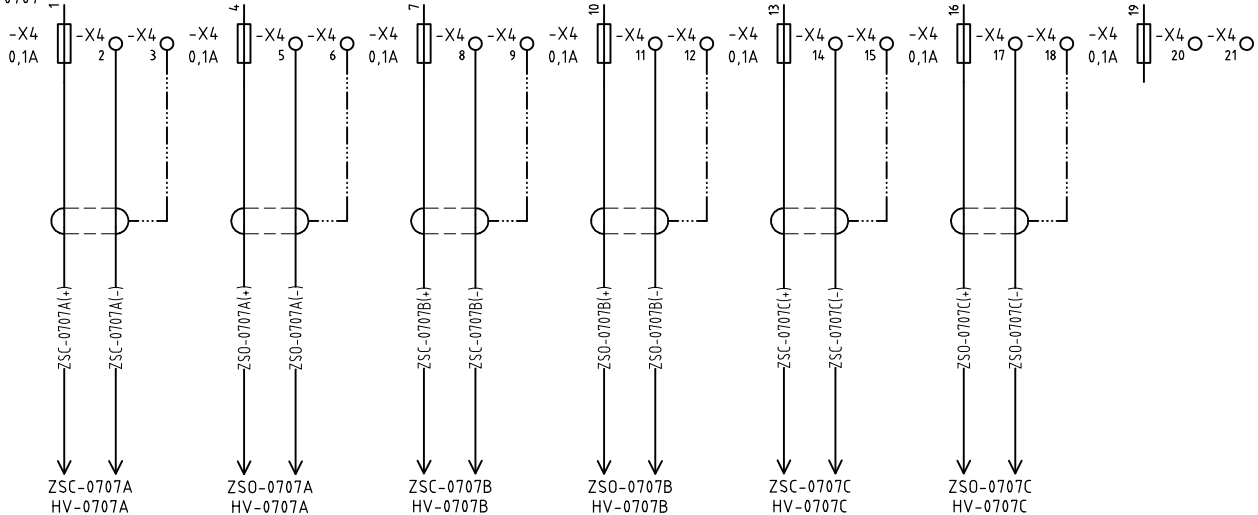 1 4 7 10 13 16 19
-X4 -X4 -X4 -X4 -X4 -X4 -X4 -X4 -X4 -X4 -X4 -X4 -X4 -X4 -X4 -X4 -X4 -X4 -X4 -X4 -X4
0,1A 2 3 0,1A 5 6 0,1A 8 9 0,1A 11 12 0,1A 14 15 0,1A 17 18 0,1A 20 21
ZSC-0707A(+)
ZSC-0707A(-)
ZSO-0707A(+)
ZSO-0707A(-)
ZSC-0707B(+)
ZSC-0707B(-)
ZSO-0707B(+)
ZSO-0707B(-)
ZSC-0707C(+)
ZSC-0707C(-)
ZSO-0707C(+)
ZSO-0707C(-)
ZSC-0707A ZSO-0707A ZSC-0707B ZSO-0707B ZSC-0707C ZSO-0707C
HV-0707A HV-0707A HV-0707B HV-0707B HV-0707C HV-0707C